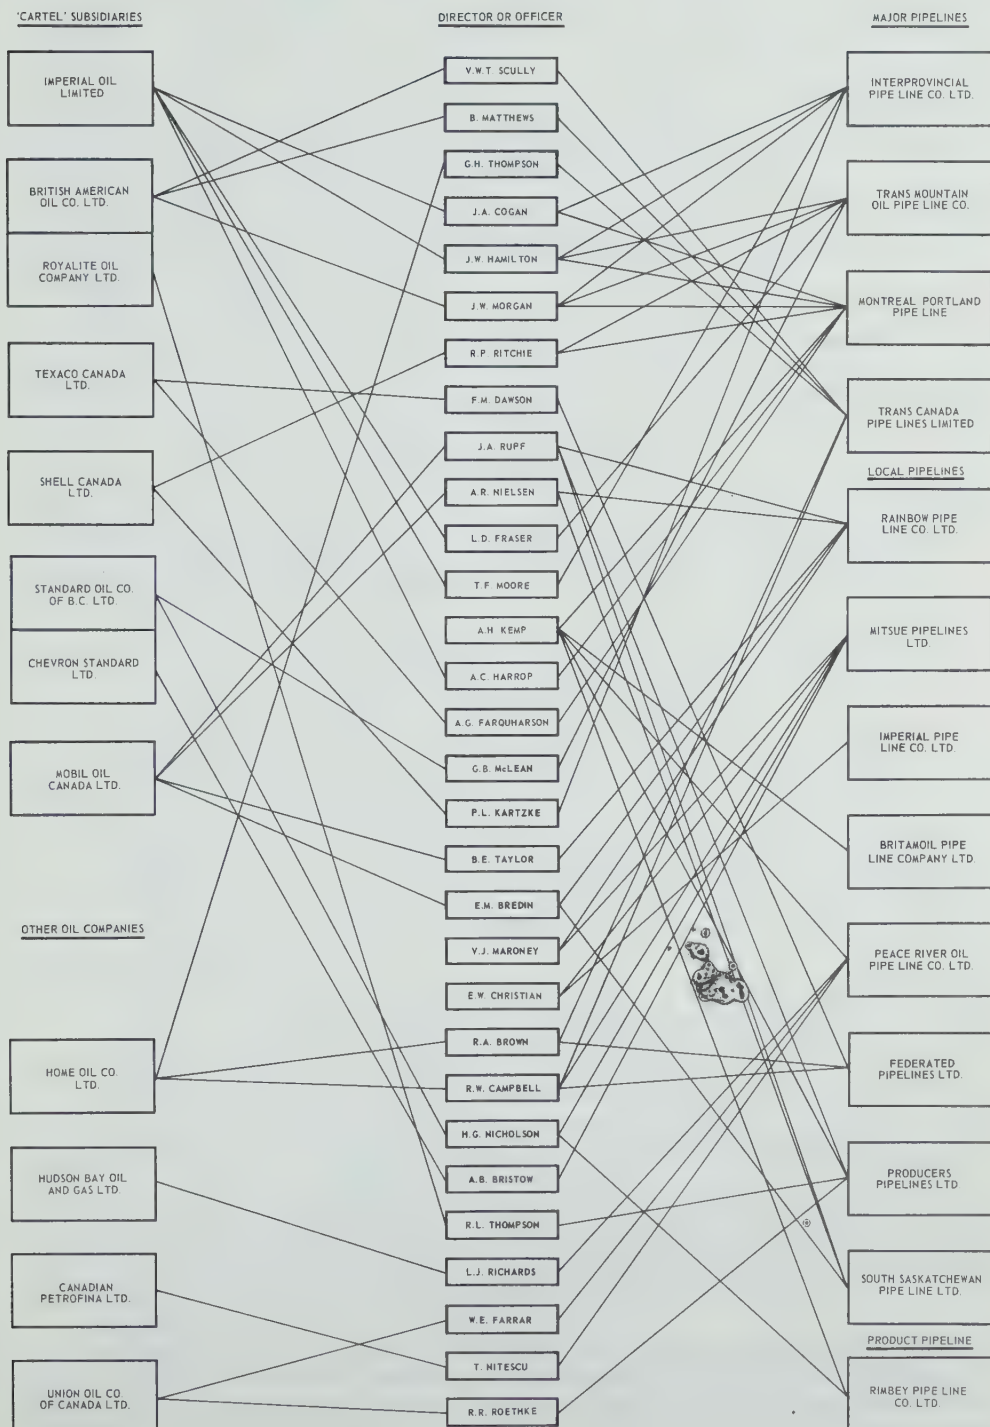 'CARTEL' SUBSIDIARIES
IMPERIAL OIL
LIMITED
BRITISH AMERICAN
OIL CO. LTD.
ROYALITE OIL
COMPANY LTD.
TEXACO CANADA
LTD.
SHELL CANADA
LTD.
STANDARD OIL CO.
OF B.C. LTD.
CHEVRON STANDARD
LTD.
MOBIL OIL
CANADA LTD.
OTHER OIL COMPANIES
HOME OIL CO.
LTD.
HUDSON BAY OIL
AND GAS LTD.
CANADIAN
PETROFINA LTD.
UNION OIL CO
OF CANADA LTD.
DIRECTOR OR OFFICER
V.W.T. SCULLY
B. MATTHEWS
G.H. THOMPSON
J.A. COGAN
J.W. HAMILTON
J.W. MORGAN
R.P. RITCHIE
F.M. DAWSON
J.A. RUPF
A.R. NIELSEN
L.D. FRASER
T.F. MOORE
A.H. KEMP
A.C. HARROP
A.G. FARQUHARSON
G.B. McLEAN
P.L. KARTZKE
B.E. TAYLOR
E.M. BREDIN
V.J. MARONEY
E.W. CHRISTIAN
R.A. BROWN
R.W. CAMPBELL
H.G. NICHOLSON
A.B. BRISTOW
R.L. THOMPSON
L.J. RICHARDS
W.E. FARRAR
T. NITESCU
R.R. ROETHKE
MAJOR PIPELINES
INTERPROVINCIAL
PIPE LINE CO. LTD.
TRANS MOUNTAIN
OIL PIPE LINE CO.
MONTREAL PORTLAND
PIPE LINE
TRANS CANADA
PIPE LINES LIMITED
LOCAL PIPELINES
RAINBOW PIPE
LINE CO. LTD.
MITSUE PIPELINES
LTD.
IMPERIAL PIPE
LINE CO. LTD.
BRITAMOIL PIPE
LINE COMPANY LTD.
PEACE RIVER OIL
PIPE LINE CO. LTD.
FEDERATED
PIPELINES LTD.
PRODUCERS
PIPELINES LTD
SOUTH SASKATCHEWAN
PIPE LINE LTD.
PRODUCT PIPELINE
RIMBEY PIPE LINE
CO. LTD.